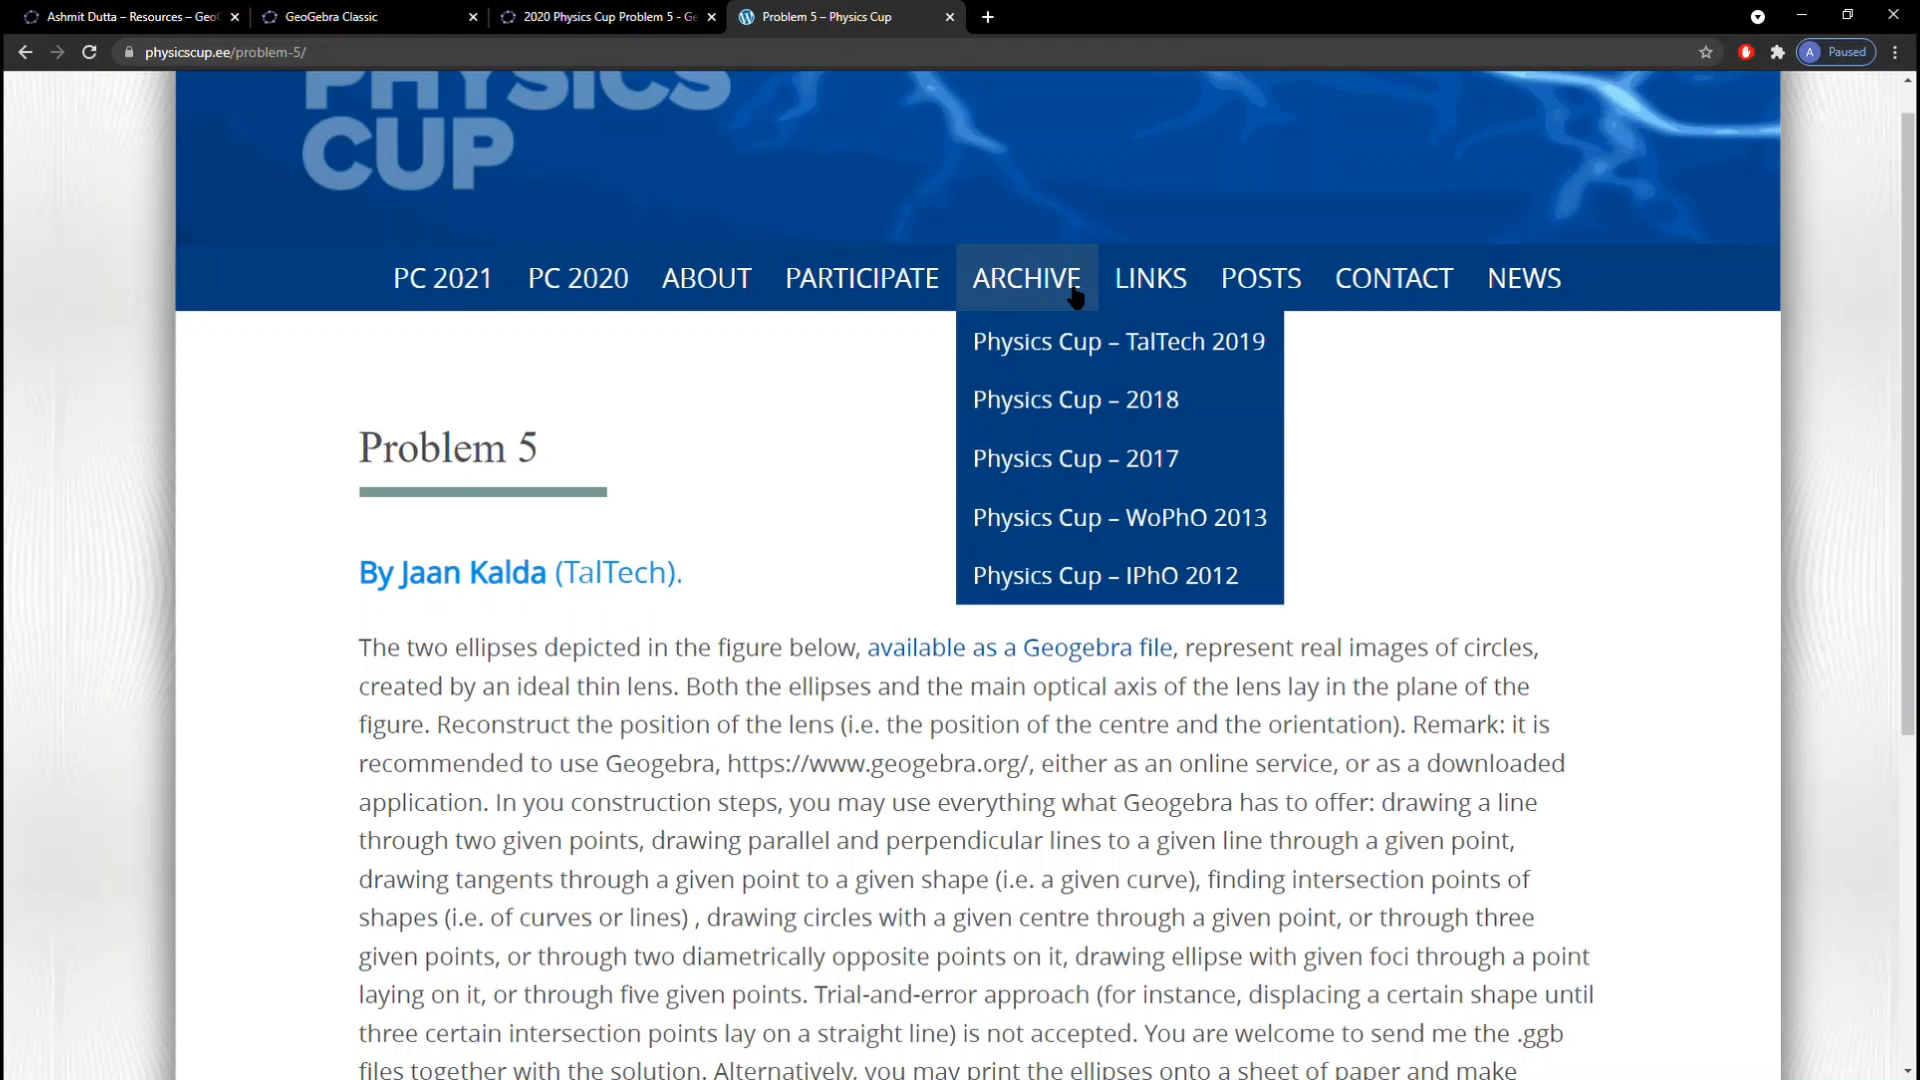 Ashmit Dutta – Resources – Geo
GeoGebra Classic
2020 Physics Cup Problem 5 - Ge
Problem 5 – Physics Cup
physicscup.ee/problem-5/
A
Paused
PHYSICS
CUP
PC 2021
PC 2020
ABOUT
PARTICIPATE
ARCHIVE
LINKS
POSTS
CONTACT
NEWS
Physics Cup – TalTech 2019
Physics Cup – 2018
Physics Cup – 2017
Physics Cup – WoPhO 2013
Physics Cup – IPhO 2012
Problem 5
By Jaan Kalda (TalTech).
The two ellipses depicted in the figure below, available as a Geogebra file, represent real images of circles,
created by an ideal thin lens. Both the ellipses and the main optical axis of the lens lay in the plane of the
figure. Reconstruct the position of the lens (i.e. the position of the centre and the orientation). Remark: it is
recommended to use Geogebra, https://www.geogebra.org/, either as an online service, or as a downloaded
application. In you construction steps, you may use everything what Geogebra has to offer: drawing a line
through two given points, drawing parallel and perpendicular lines to a given line through a given point,
drawing tangents through a given point to a given shape (i.e. a given curve), finding intersection points of
shapes (i.e. of curves or lines) , drawing circles with a given centre through a given point, or through three
given points, or through two diametrically opposite points on it, drawing ellipse with given foci through a point
laying on it, or through five given points. Trial-and-error approach (for instance, displacing a certain shape until
three certain intersection points lay on a straight line) is not accepted. You are welcome to send me the .ggb
files together with the solution. Alternatively, you may print the ellipses onto a sheet of paper and make